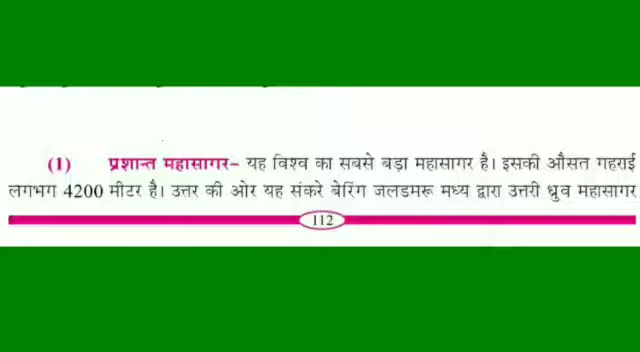 (1) प्रशान्त महासागर– यह विश्व का सबसे बड़ा महासागर है। इसकी औसत गहराई
लगभग 4200 मीटर है। उत्तर की ओर यह संकरे बेरिंग जलडमरू मध्य द्वारा उत्तरी ध्रुव महासागर
112